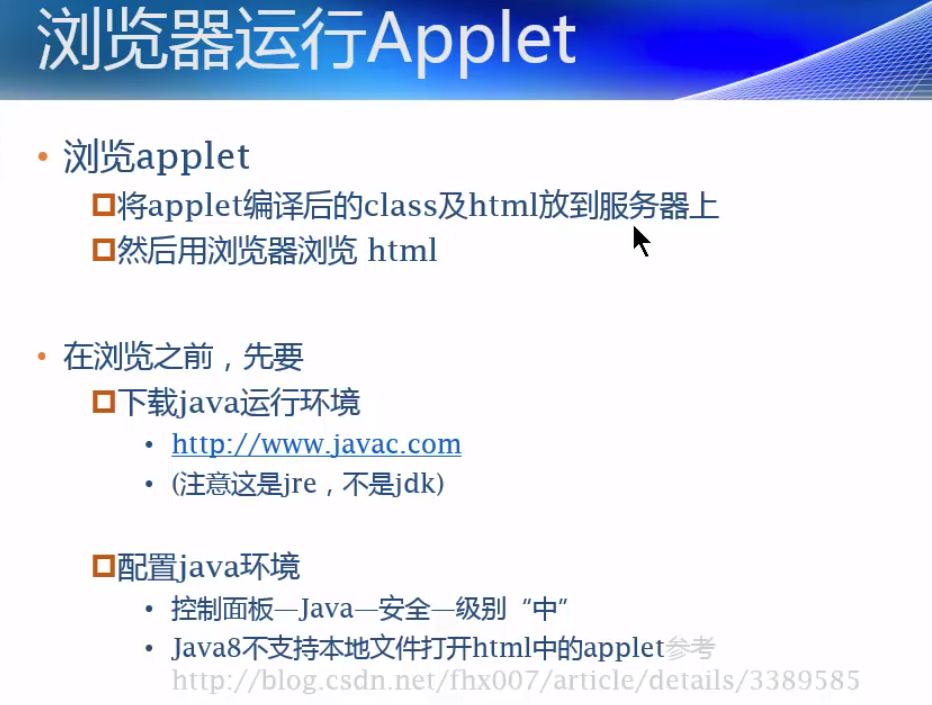 浏览器运行Applet
• 浏览applet
将applet编译后的class及html放到服务器上
然后用浏览器浏览 html
• 在浏览之前，先要
下载java运行环境
• http://www.javac.com
• (注意这是jre，不是jdk)
配置java环境
• 控制面板—Java—安全—级别“中”
• Java8不支持本地文件打开html中的applet参考
http://blog.csdn.net/fhx007/article/details/3389585